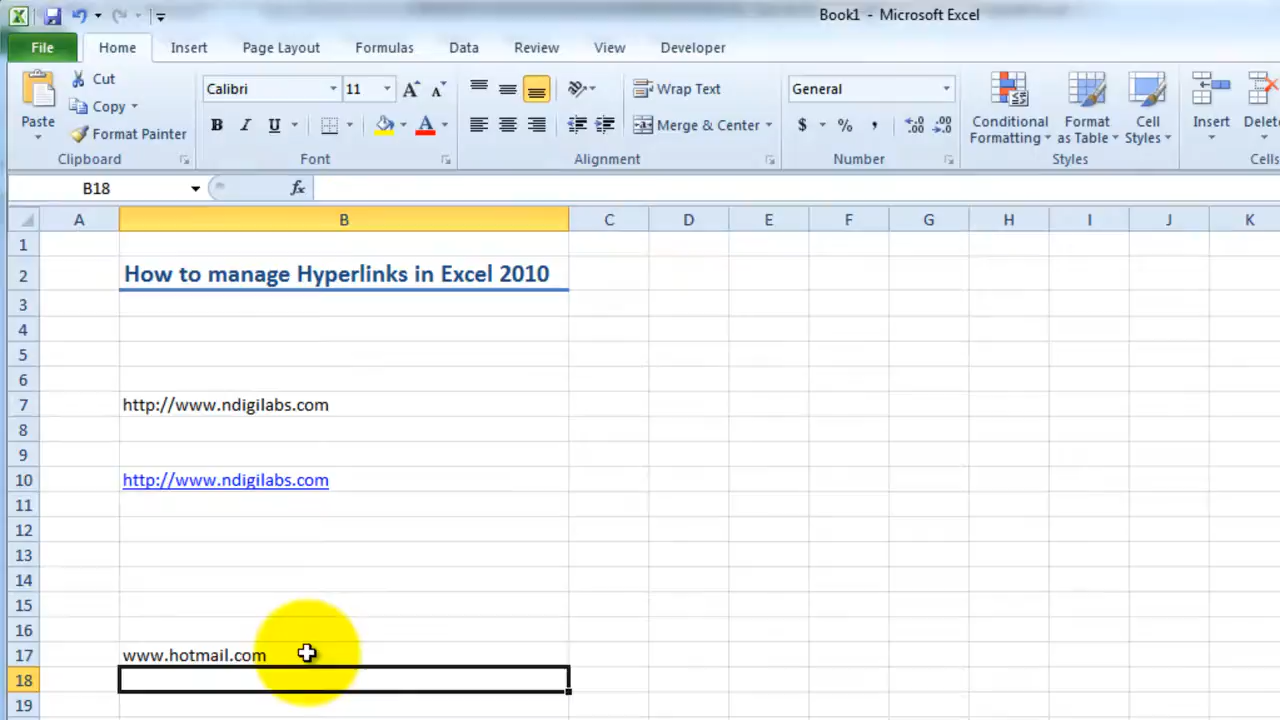 Book1 - Microsoft Excel
File Home Insert Page Layout Formulas Data Review View Developer
Paste
Cut
Copy
Format Painter
Clipboard
Calibri 11
B I U A
Font
Wrap Text
Merge & Center
Alignment
General
$ % ,
Number
Conditional Formatting
Format as Table
Cell Styles
Styles
Insert
Delet
Cells
B18 fx
A B C D E F G H I J K
1
2 How to manage Hyperlinks in Excel 2010
3
4
5
6
7 http://www.ndigilabs.com
8
9
10 http://www.ndigilabs.com
11
12
13
14
15
16
17 www.hotmail.com
18
19